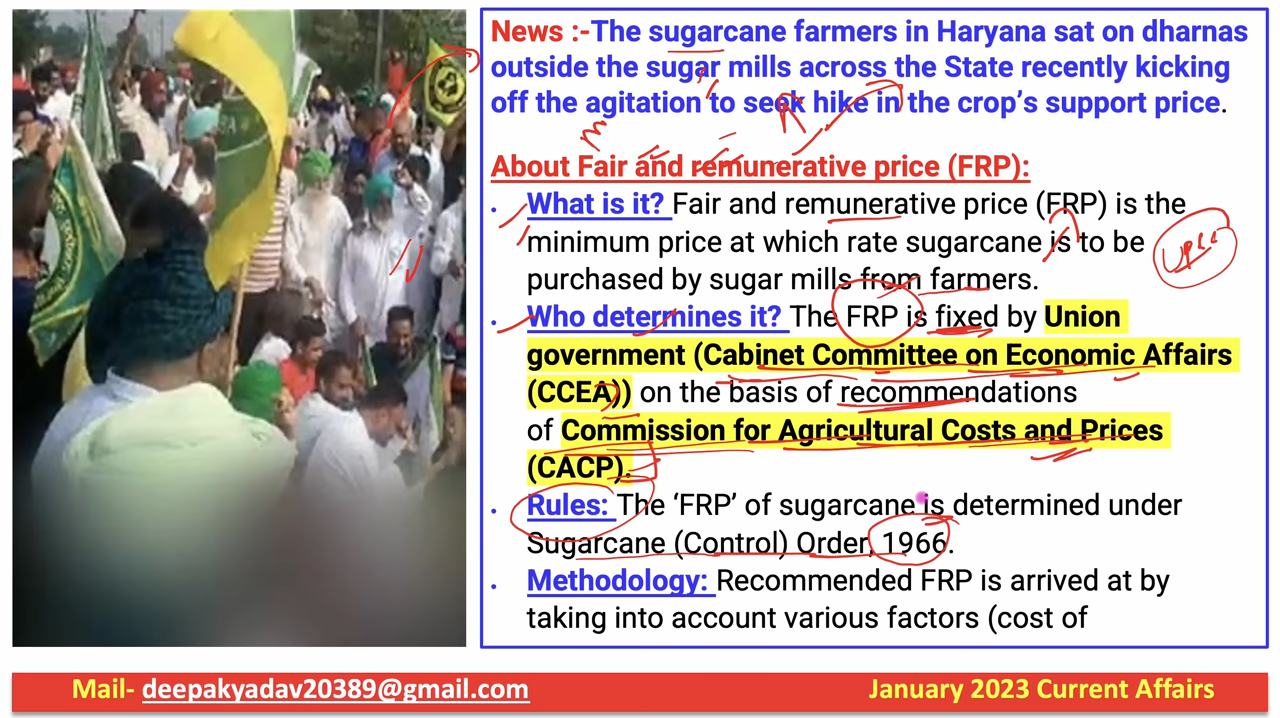 News :-The sugarcane farmers in Haryana sat on dharnas
outside the sugar mills across the State recently kicking
off the agitation to seek hike in the crop's support price.
About Fair and remunerative price (FRP):
• What is it? Fair and remunerative price (FRP) is the
minimum price at which rate sugarcane is to be
purchased by sugar mills from farmers.
UPSC
• Who determines it? The FRP is fixed by Union
government (Cabinet Committee on Economic Affairs
(CCEA)) on the basis of recommendations
of Commission for Agricultural Costs and Prices
(CACP).
• Rules: The ‘FRP’ of sugarcane is determined under
Sugarcane (Control) Order, 1966.
• Methodology: Recommended FRP is arrived at by
taking into account various factors (cost of
Mail- deepakyadav20389@gmail.com
January 2023 Current Affairs